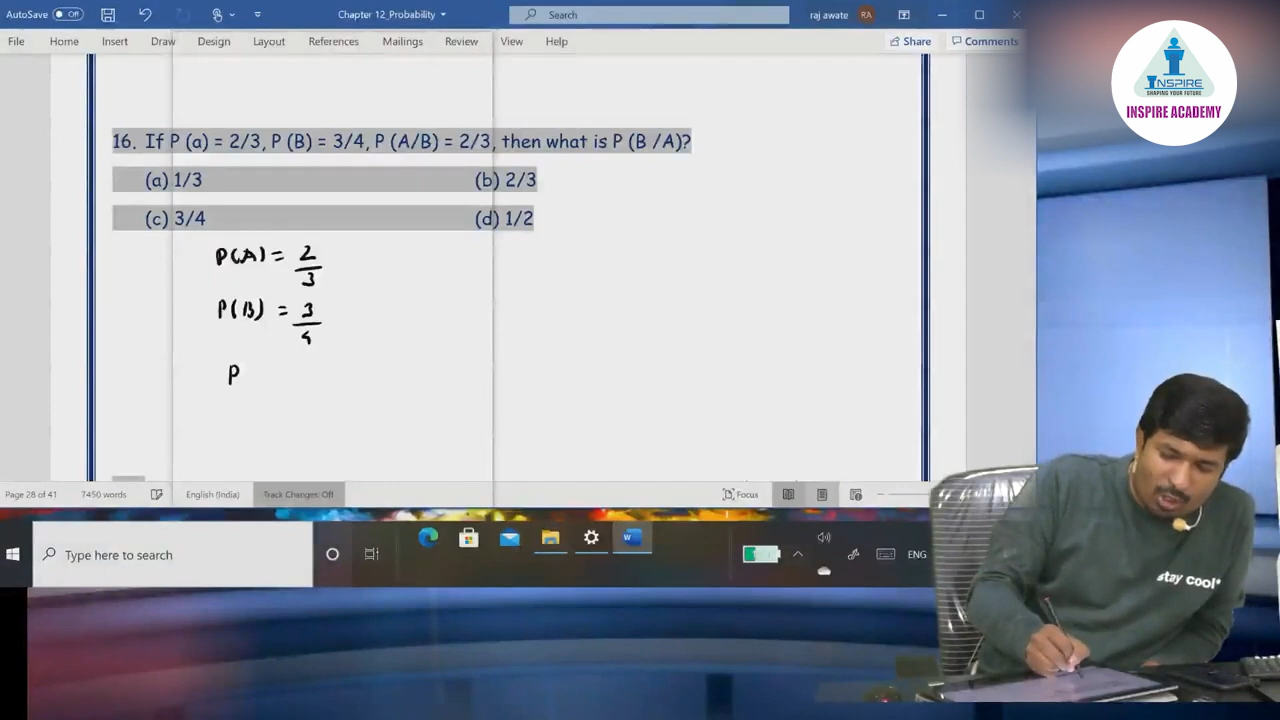 AutoSave Off Chapter 12_Probability Search raj awate RA
File Home Insert Draw Design Layout References Mailings Review View Help Share Comments
INSPIRE
SHAPING YOUR FUTURE
INSPIRE ACADEMY
16. If P (a) = 2/3, P (B) = 3/4, P (A/B) = 2/3, then what is P (B /A)?
(a) 1/3 (b) 2/3
(c) 3/4 (d) 1/2
P(A) = 2/3
P(B) = 3/4
P
Page 28 of 41 7450 words English (India) Track Changes: Off Focus
Type here to search ENG
stay cool